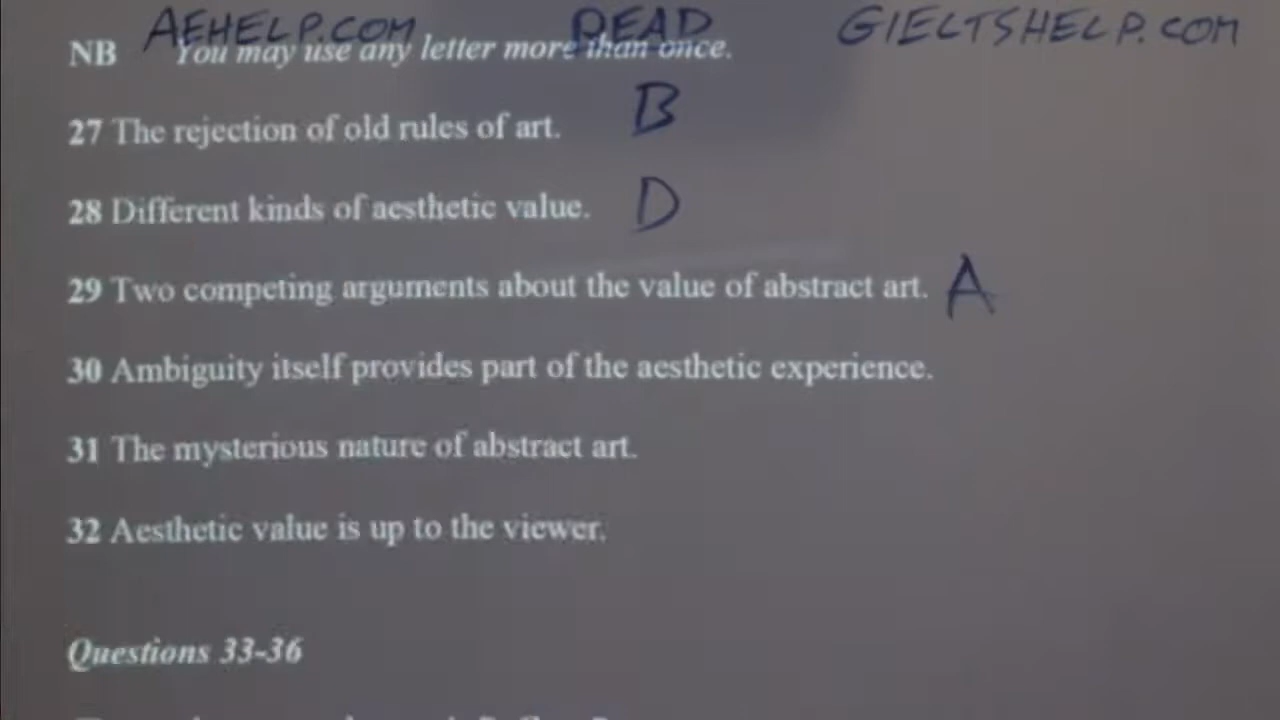 AEHELP.COM READ GIELTSHELP.COM
NB You may use any letter more than once.
27 The rejection of old rules of art. B
28 Different kinds of aesthetic value. D
29 Two competing arguments about the value of abstract art. A
30 Ambiguity itself provides part of the aesthetic experience.
31 The mysterious nature of abstract art.
32 Aesthetic value is up to the viewer.
Questions 33-36